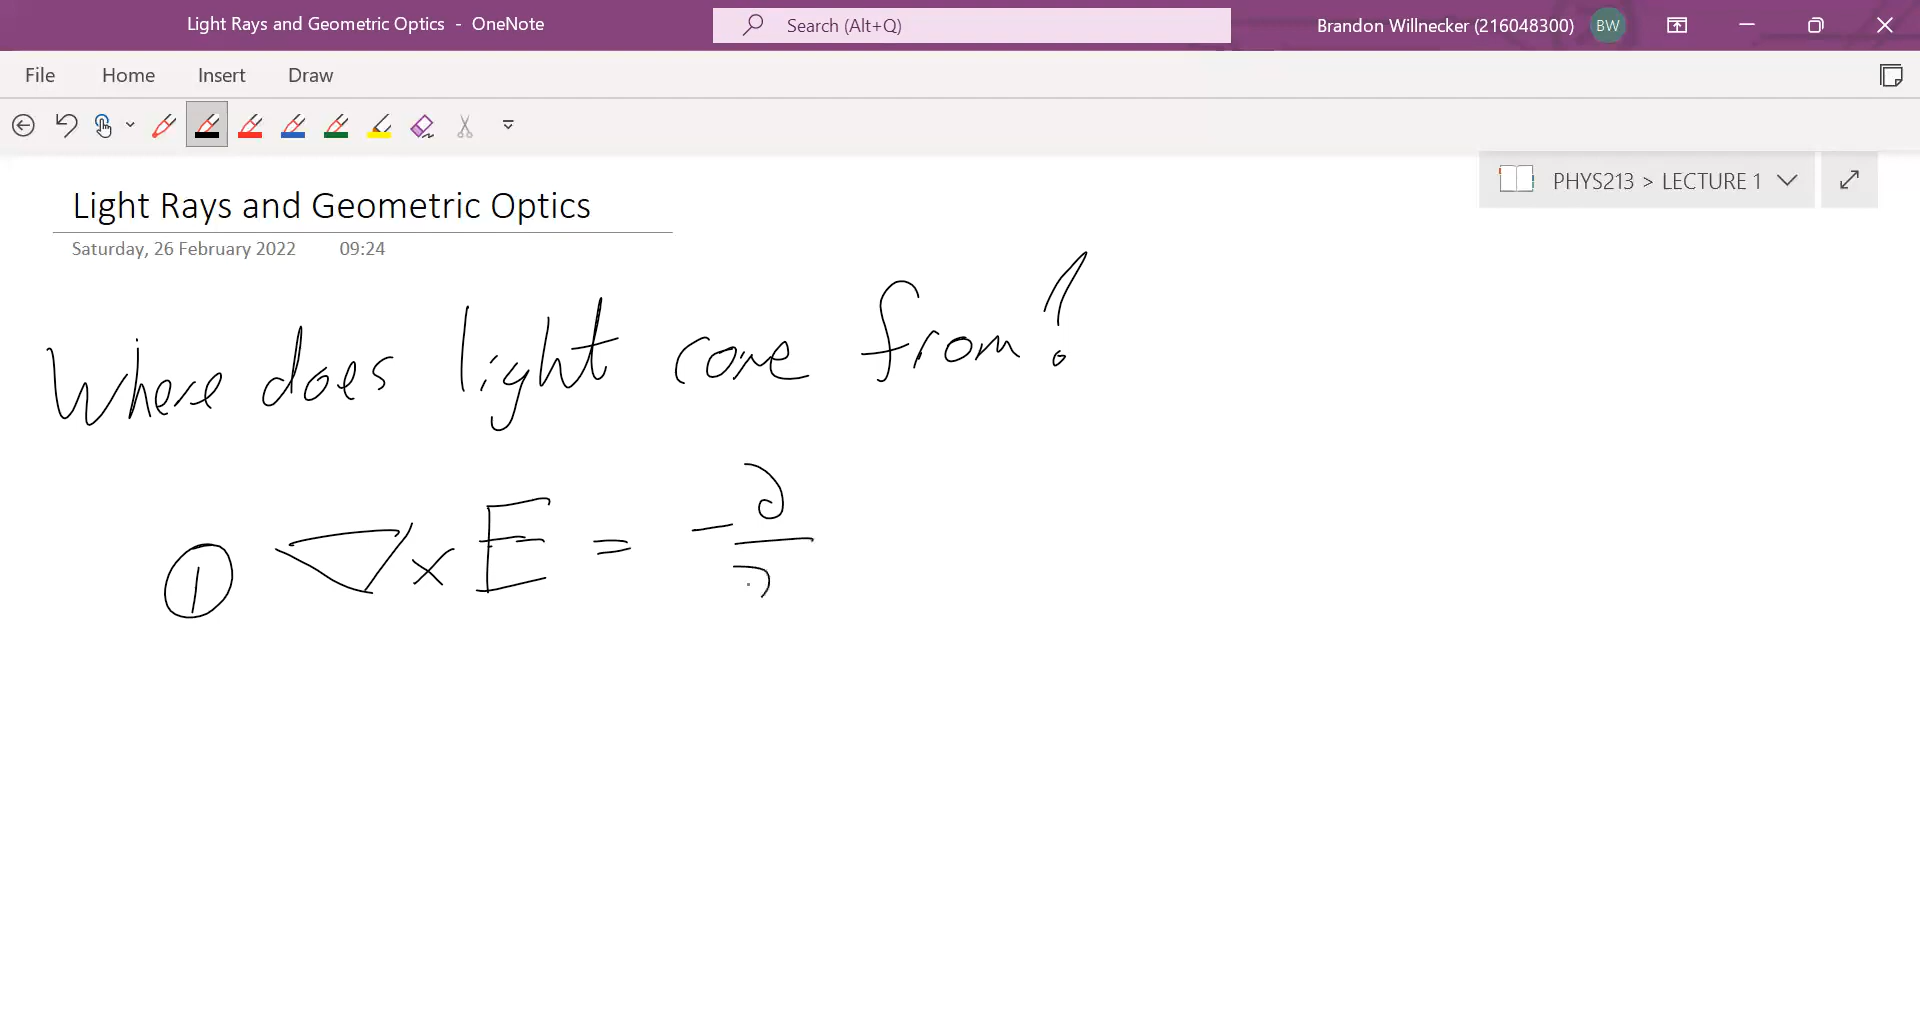 Light Rays and Geometric Optics - OneNote
Search (Alt+Q)
Brandon Willnecker (216048300)
BW
File Home Insert Draw
PHYS213 > LECTURE 1
Light Rays and Geometric Optics
Saturday, 26 February 2022 09:24
Where does light come from?
① ∇ × E = -∂/∂